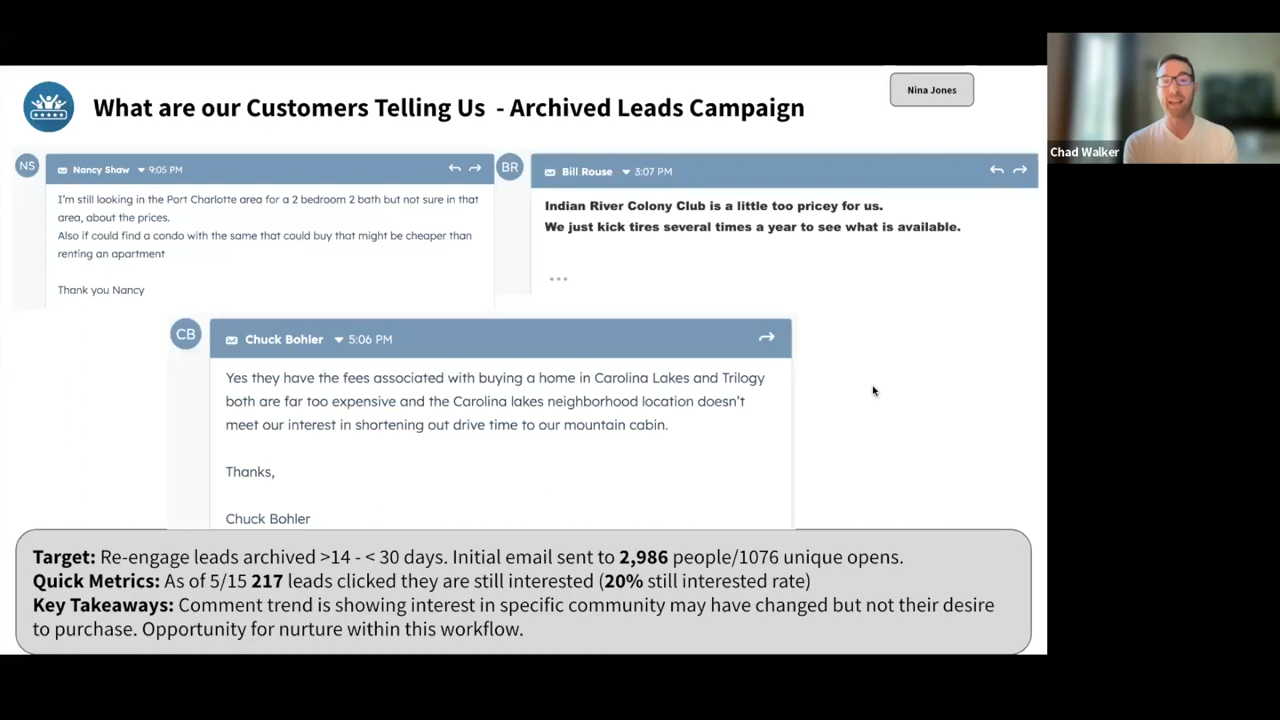 What are our Customers Telling Us - Archived Leads Campaign
Nina Jones
Chad Walker
NS
Nancy Shaw 9:05 PM
I'm still looking in the Port Charlotte area for a 2 bedroom 2 bath but not sure in that
area, about the prices.
Also if could find a condo with the same that could buy that might be cheaper than
renting an apartment
Thank you Nancy
BR
Bill Rouse 3:07 PM
Indian River Colony Club is a little too pricey for us.
We just kick tires several times a year to see what is available.
CB
Chuck Bohler 5:06 PM
Yes they have the fees associated with buying a home in Carolina Lakes and Trilogy
both are far too expensive and the Carolina lakes neighborhood location doesn't
meet our interest in shortening out drive time to our mountain cabin.
Thanks,
Chuck Bohler
Target: Re-engage leads archived >14 - < 30 days. Initial email sent to 2,986 people/1076 unique opens.
Quick Metrics: As of 5/15 217 leads clicked they are still interested (20% still interested rate)
Key Takeaways: Comment trend is showing interest in specific community may have changed but not their desire
to purchase. Opportunity for nurture within this workflow.